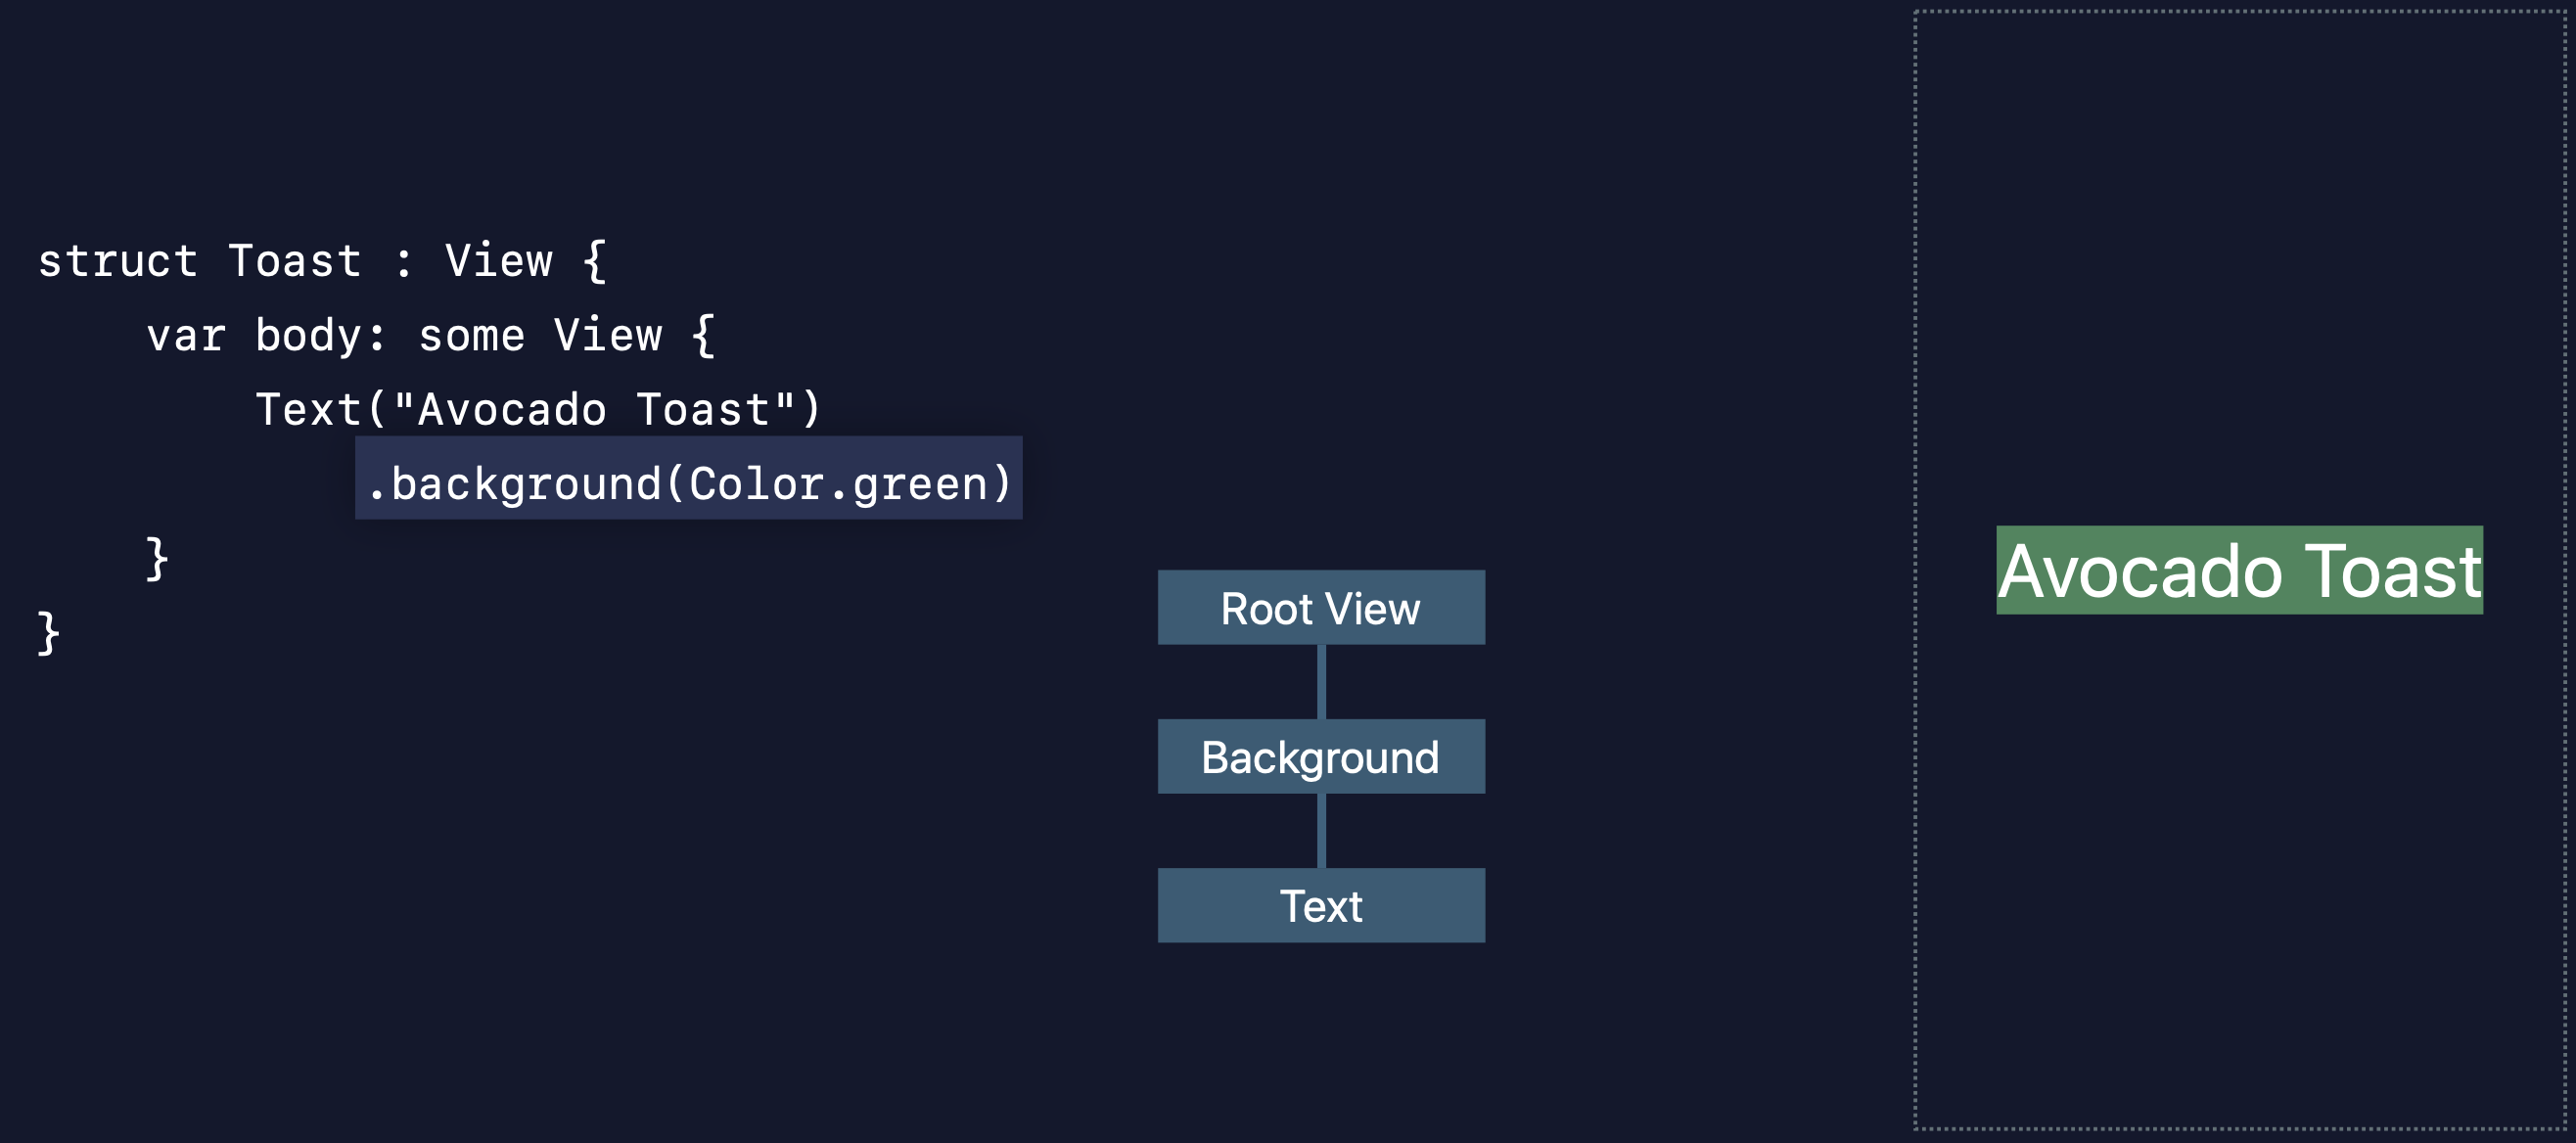 struct Toast : View {
var body: some View {
Text("Avocado Toast")
.background(Color.green)
}
}
Root View
Background
Text
Avocado Toast